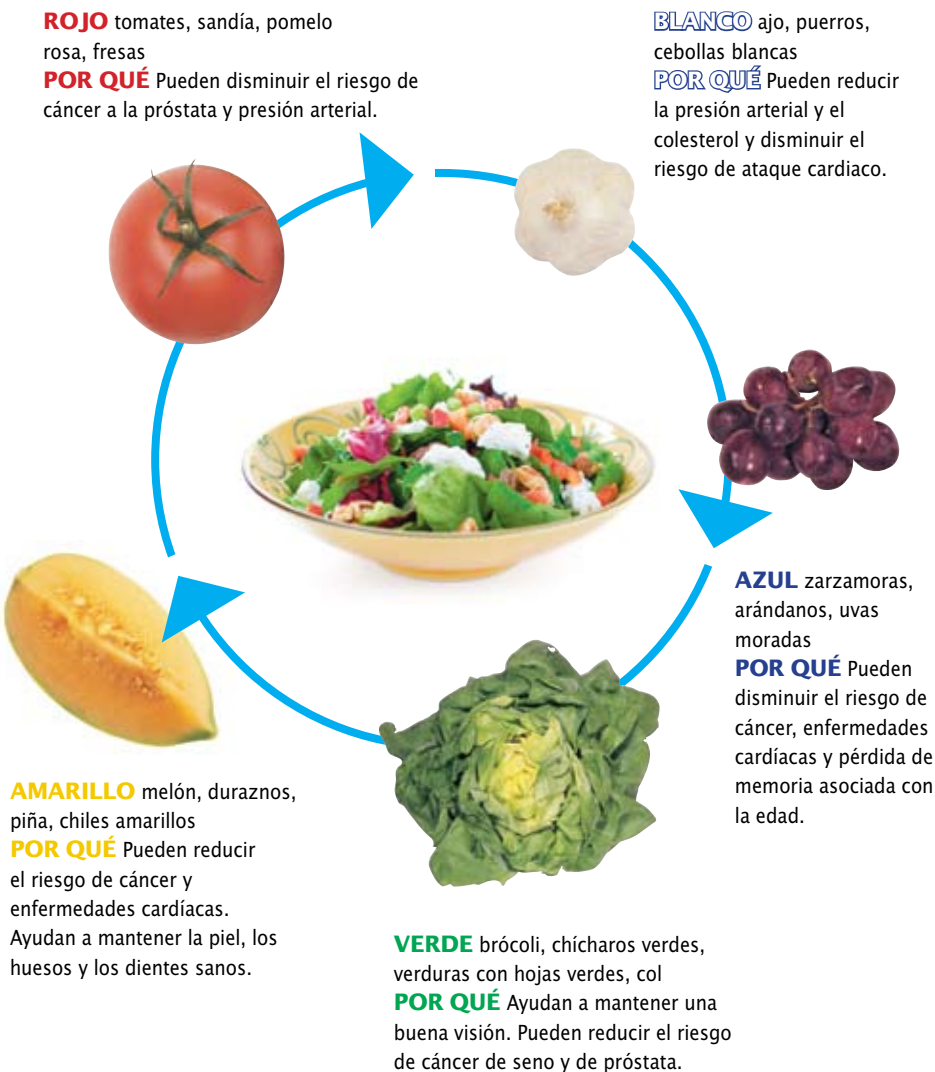 ROJO tomates, sandía, pomelo
rosa, fresas
POR QUÉ Pueden disminuir el riesgo de
cáncer a la próstata y presión arterial.
BLANCO ajo, puerros,
cebollas blancas
POR QUÉ Pueden reducir
la presión arterial y el
colesterol y disminuir el
riesgo de ataque cardiaco.
AZUL zarzamoras,
arándanos, uvas
moradas
POR QUÉ Pueden
disminuir el riesgo de
cáncer, enfermedades
cardíacas y pérdida de
memoria asociada con
la edad.
AMARILLO melón, duraznos,
piña, chiles amarillos
POR QUÉ Pueden reducir
el riesgo de cáncer y
enfermedades cardíacas.
Ayudan a mantener la piel, los
huesos y los dientes sanos.
VERDE brócoli, chícharos verdes,
verduras con hojas verdes, col
POR QUÉ Ayudan a mantener una
buena visión. Pueden reducir el riesgo
de cáncer de seno y de próstata.